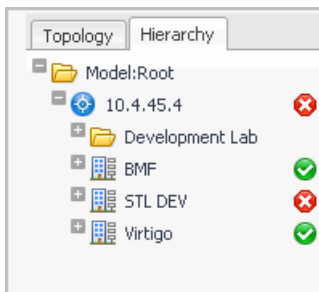 Topology Hierarchy
Model:Root
10.4.45.4
Development Lab
BMF
STL DEV
Virtigo